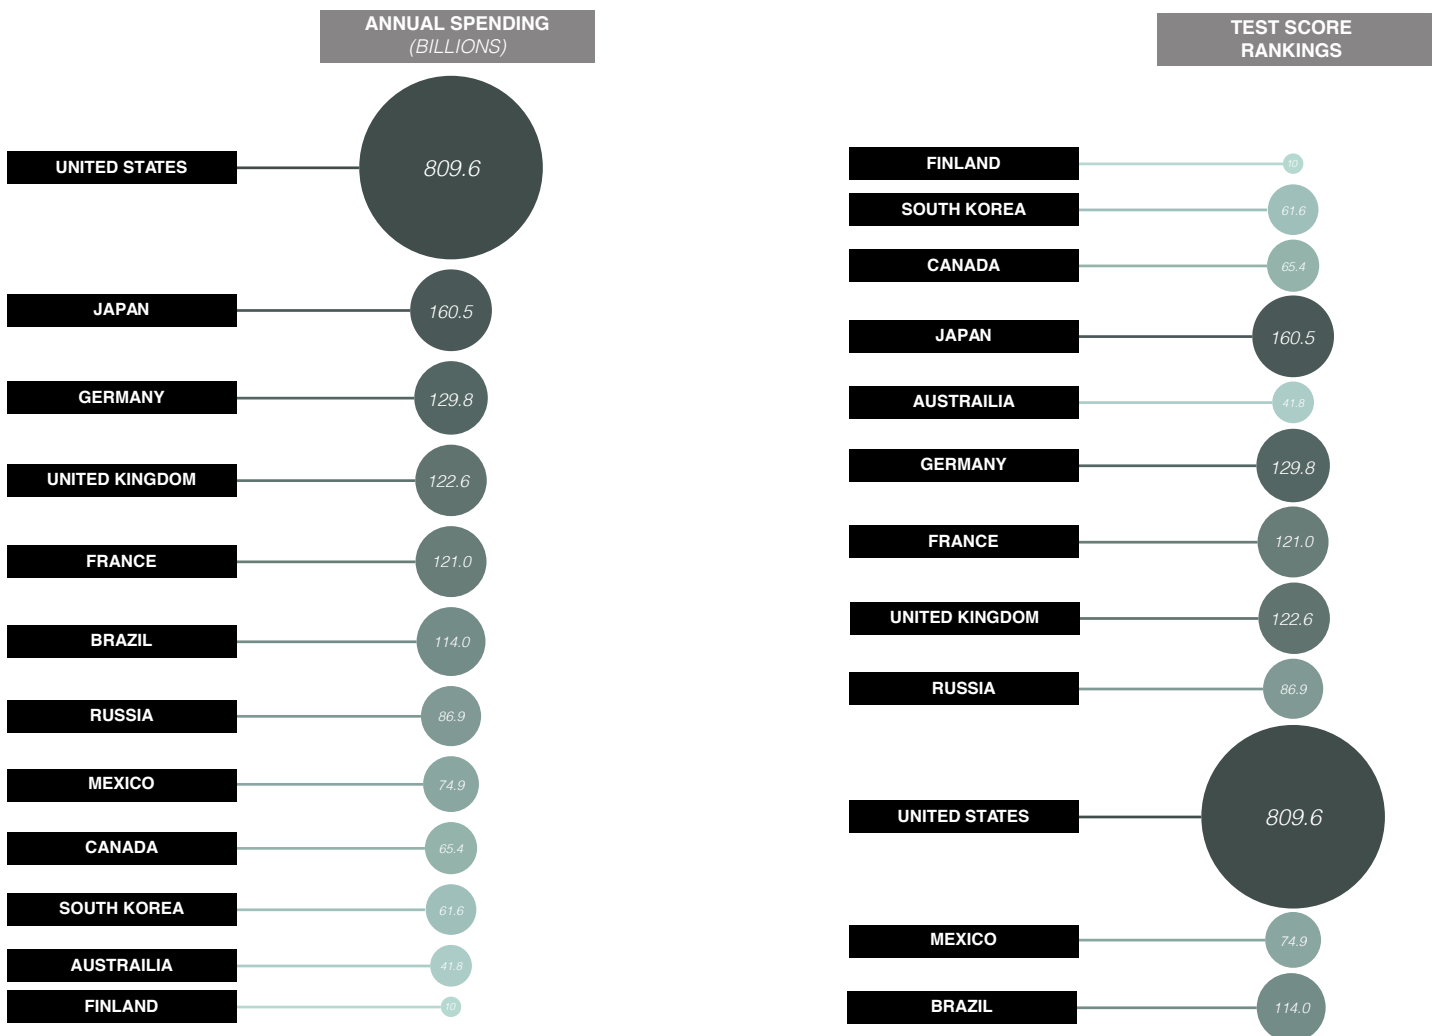 ANNUAL SPENDING
(BILLIONS)
UNITED STATES
809.6
JAPAN
160.5
GERMANY
129.8
UNITED KINGDOM
122.6
FRANCE
121.0
BRAZIL
114.0
RUSSIA
86.9
MEXICO
74.9
CANADA
65.4
SOUTH KOREA
61.6
AUSTRAILIA
41.8
FINLAND
10
TEST SCORE
RANKINGS
FINLAND
10
SOUTH KOREA
61.6
CANADA
65.4
JAPAN
160.5
AUSTRAILIA
41.8
GERMANY
129.8
FRANCE
121.0
UNITED KINGDOM
122.6
RUSSIA
86.9
UNITED STATES
809.6
MEXICO
74.9
BRAZIL
114.0